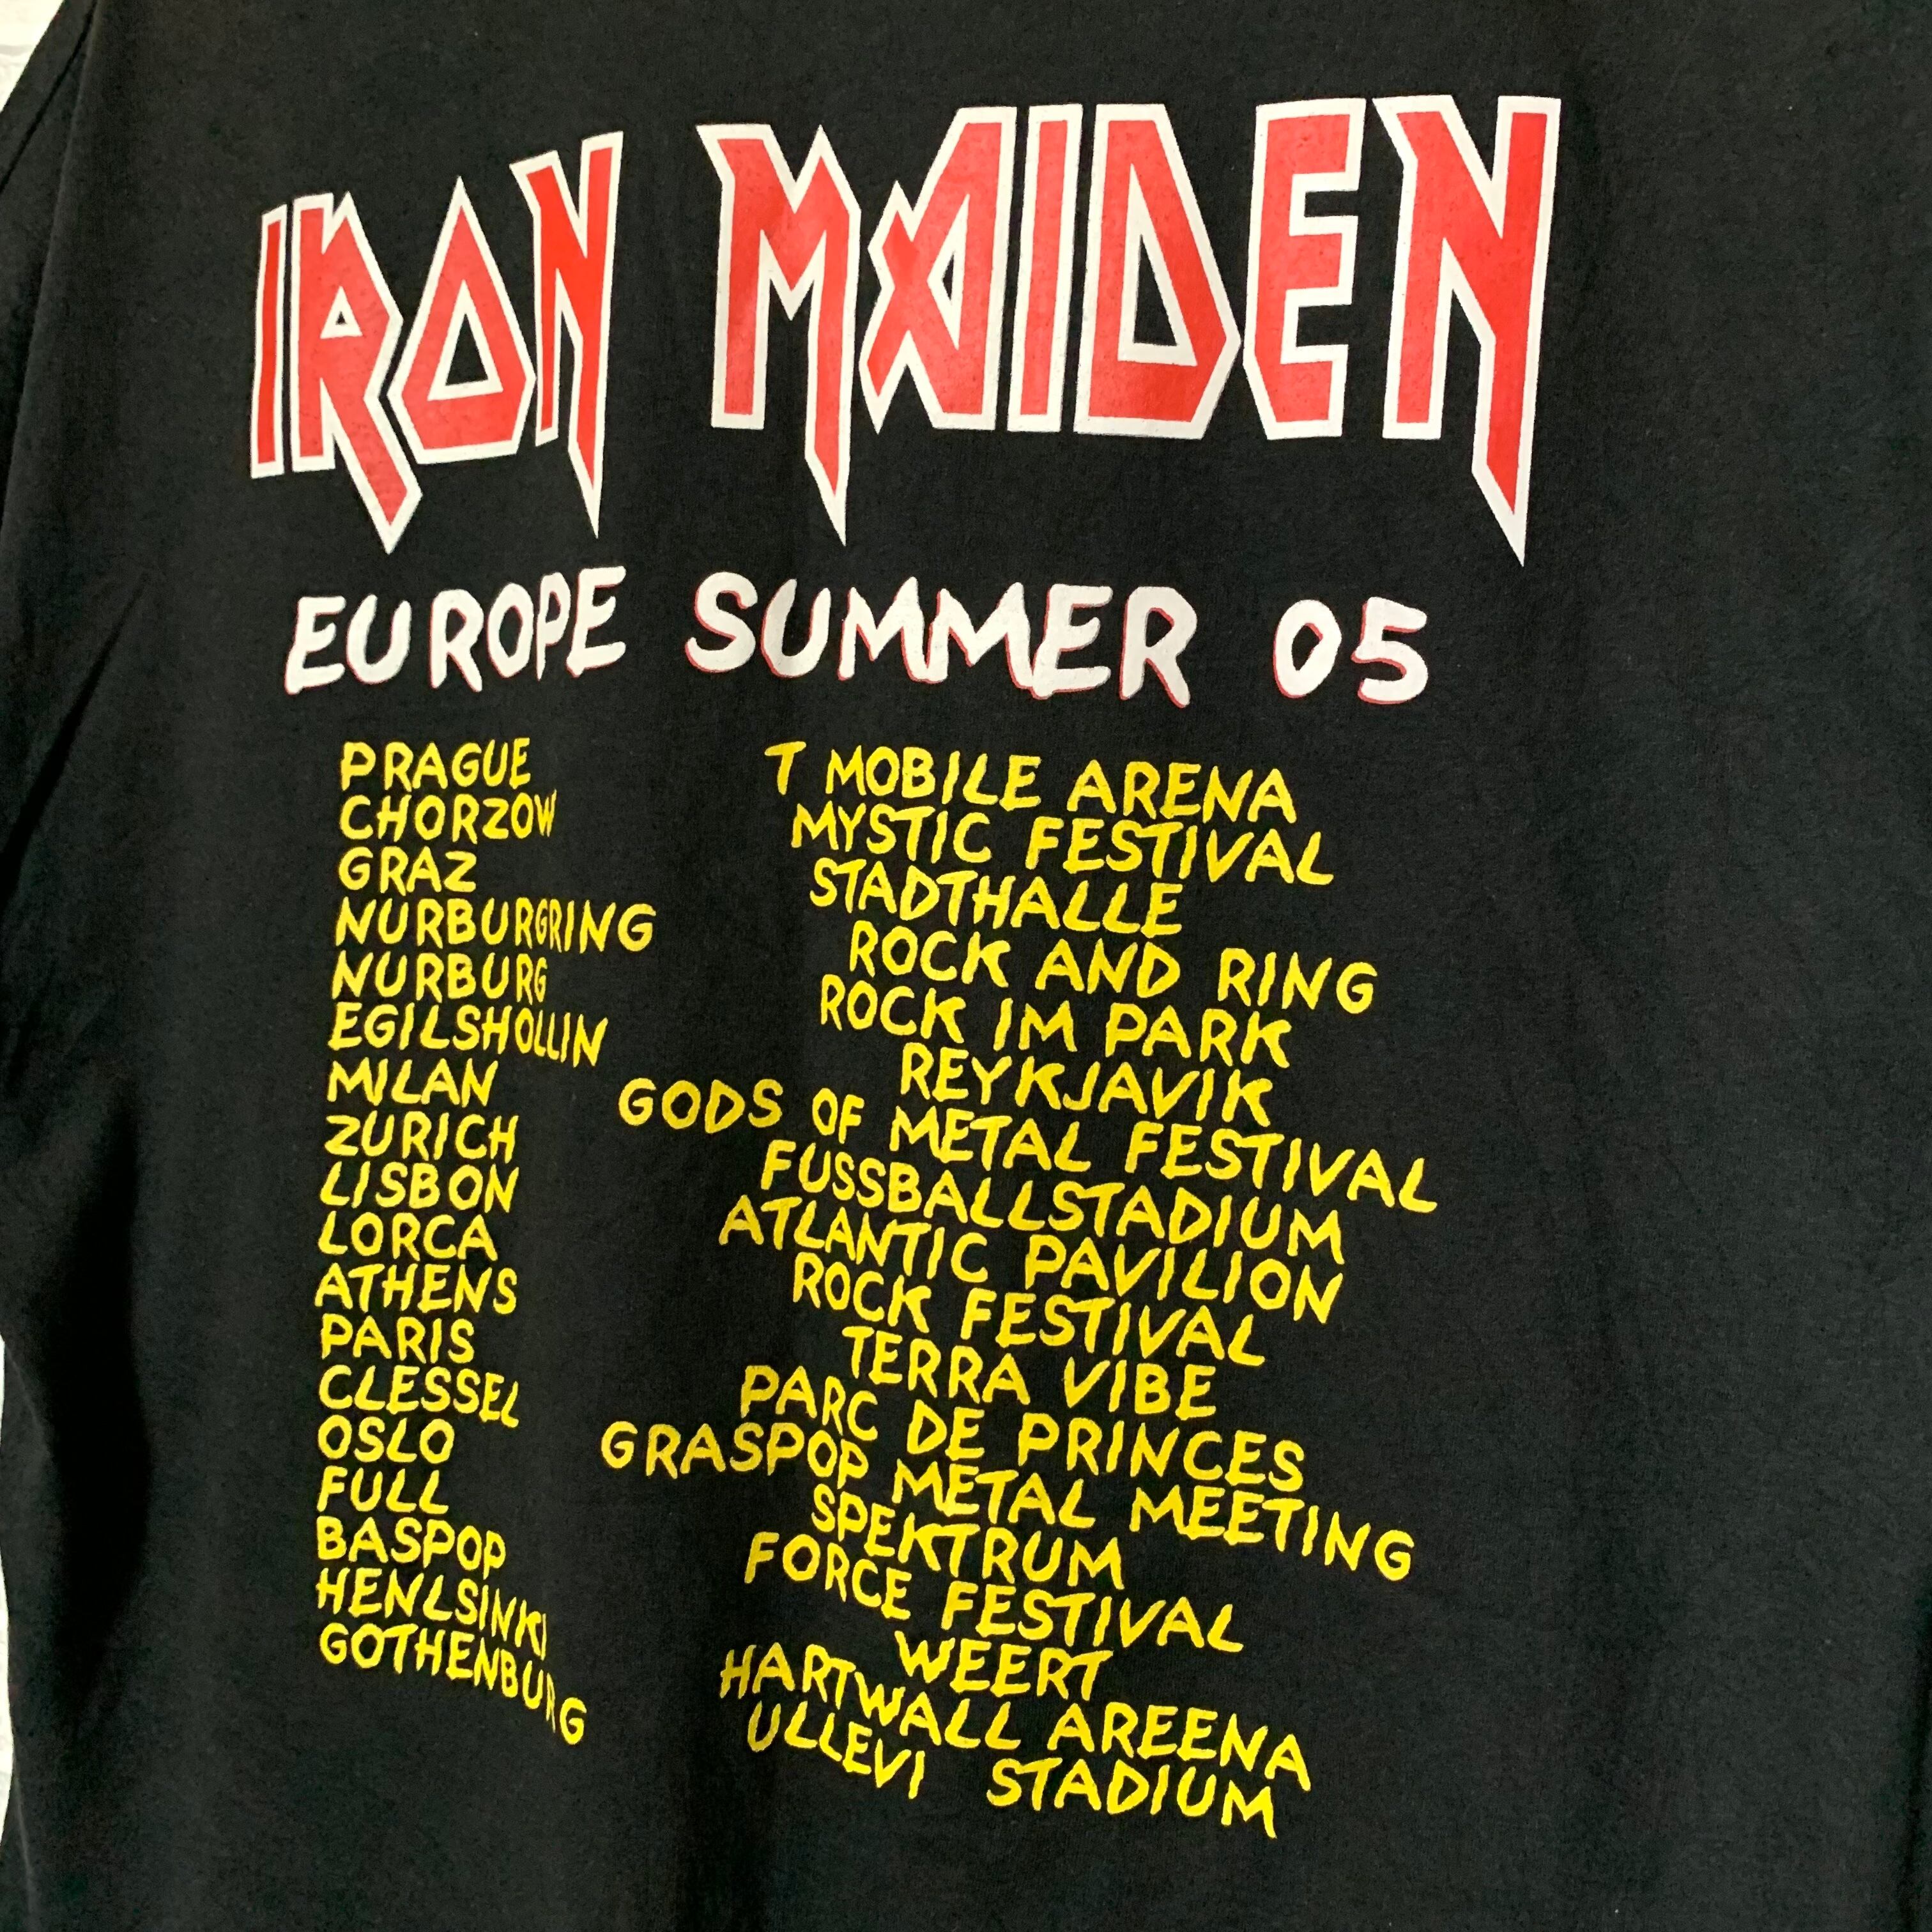 IRON MAIDEN
EUROPE SUMMER 05
PRAGUE T MOBILE ARENA
CHORZOW MYSTIC FESTIVAL
GRAZ STADTHALLE
NURBURGRING ROCK AND RING
NURBURG ROCK IM PARK
EGILSHOLLIN REYKJAVIK
MILAN GODS OF METAL FESTIVAL
ZURICH FUSSBALLSTADIUM
LISBON ATLANTIC PAVILION
LORCA ROCK FESTIVAL
ATHENS TERRA VIBE
PARIS PARC DE PRINCES
CLESSEL GRASPOP METAL MEETING
OSLO SPEKTRUM
FULL FORCE FESTIVAL
BASPOP WEERT
HENLSINKI HARTWALL AREENA
GOTHENBURG ULLEVI STADIUM